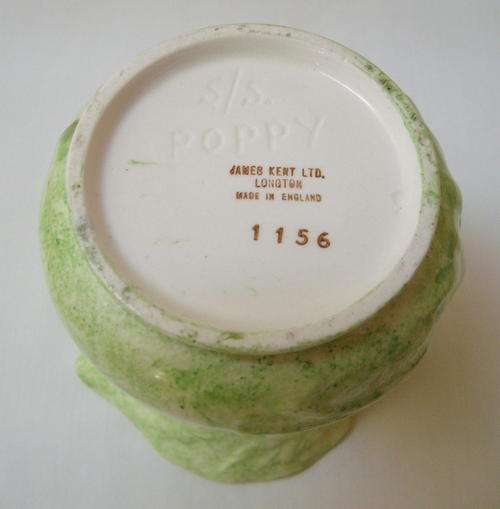 S/S.
POPPY
JAMES KENT LTD.
LONGTON
MADE IN ENGLAND
1156